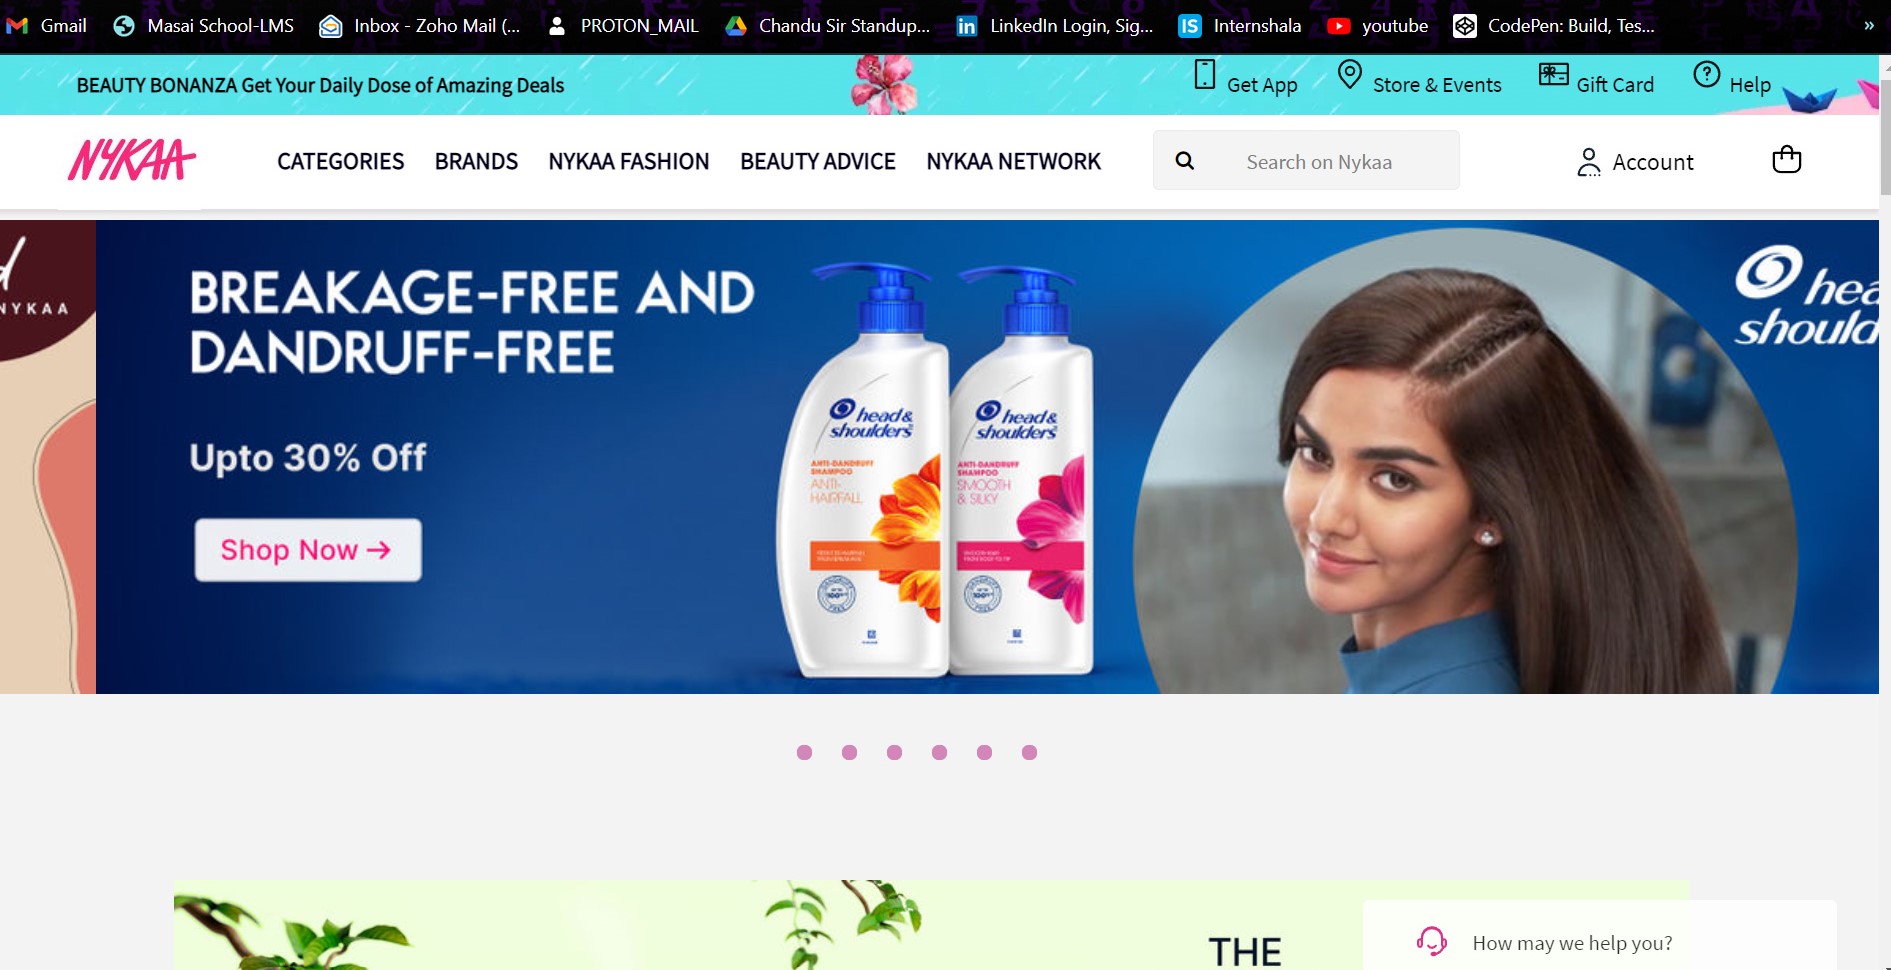 Gmail Masai School-LMS Inbox - Zoho Mail (... PROTON_MAIL Chandu Sir Standup... LinkedIn Login, Sig... Internshala youtube CodePen: Build, Tes... »
BEAUTY BONANZA Get Your Daily Dose of Amazing Deals Get App Store & Events Gift Card Help
NYKAA CATEGORIES BRANDS NYKAA FASHION BEAUTY ADVICE NYKAA NETWORK Search on Nykaa Account
NYKAA
BREAKAGE-FREE AND
DANDRUFF-FREE
Upto 30% Off
Shop Now →
head &
shoulders
ANTI-DANDRUFF
SHAMPOO
ANTI-
HAIRFALL
head &
shoulders
ANTI-DANDRUFF
SHAMPOO
SMOOTH
& SILKY
hea
should
THE
How may we help you?